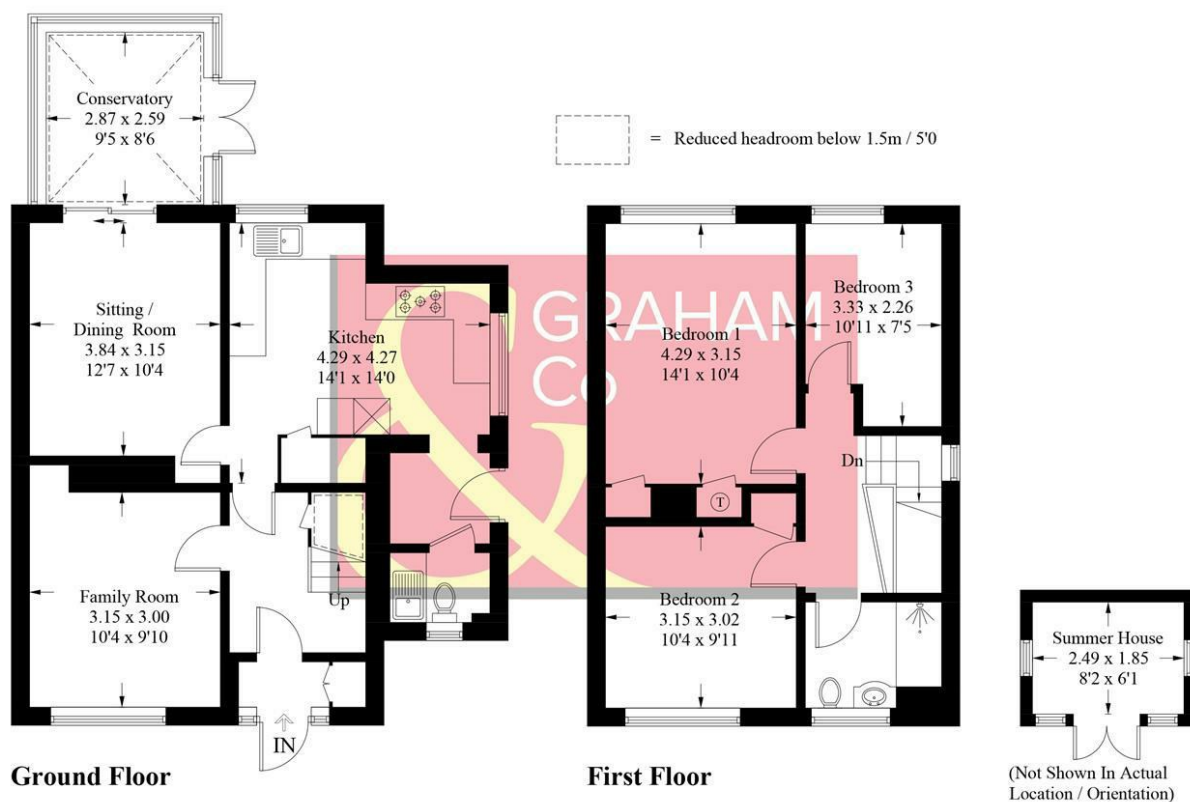 Conservatory
2.87 x 2.59
9'5 x 8'6
= Reduced headroom below 1.5m / 5'0
Sitting /
Dining Room
3.84 x 3.15
12'7 x 10'4
Kitchen
4.29 x 4.27
14'1 x 14'0
Family Room
3.15 x 3.00
10'4 x 9'10
Up
IN
Ground Floor
GRAHAM
&
Co
Bedroom 1
4.29 x 3.15
14'1 x 10'4
Bedroom 3
3.33 x 2.26
10'11 x 7'5
Dn
T
Bedroom 2
3.15 x 3.02
10'4 x 9'11
First Floor
Summer House
2.49 x 1.85
8'2 x 6'1
(Not Shown In Actual
Location / Orientation)